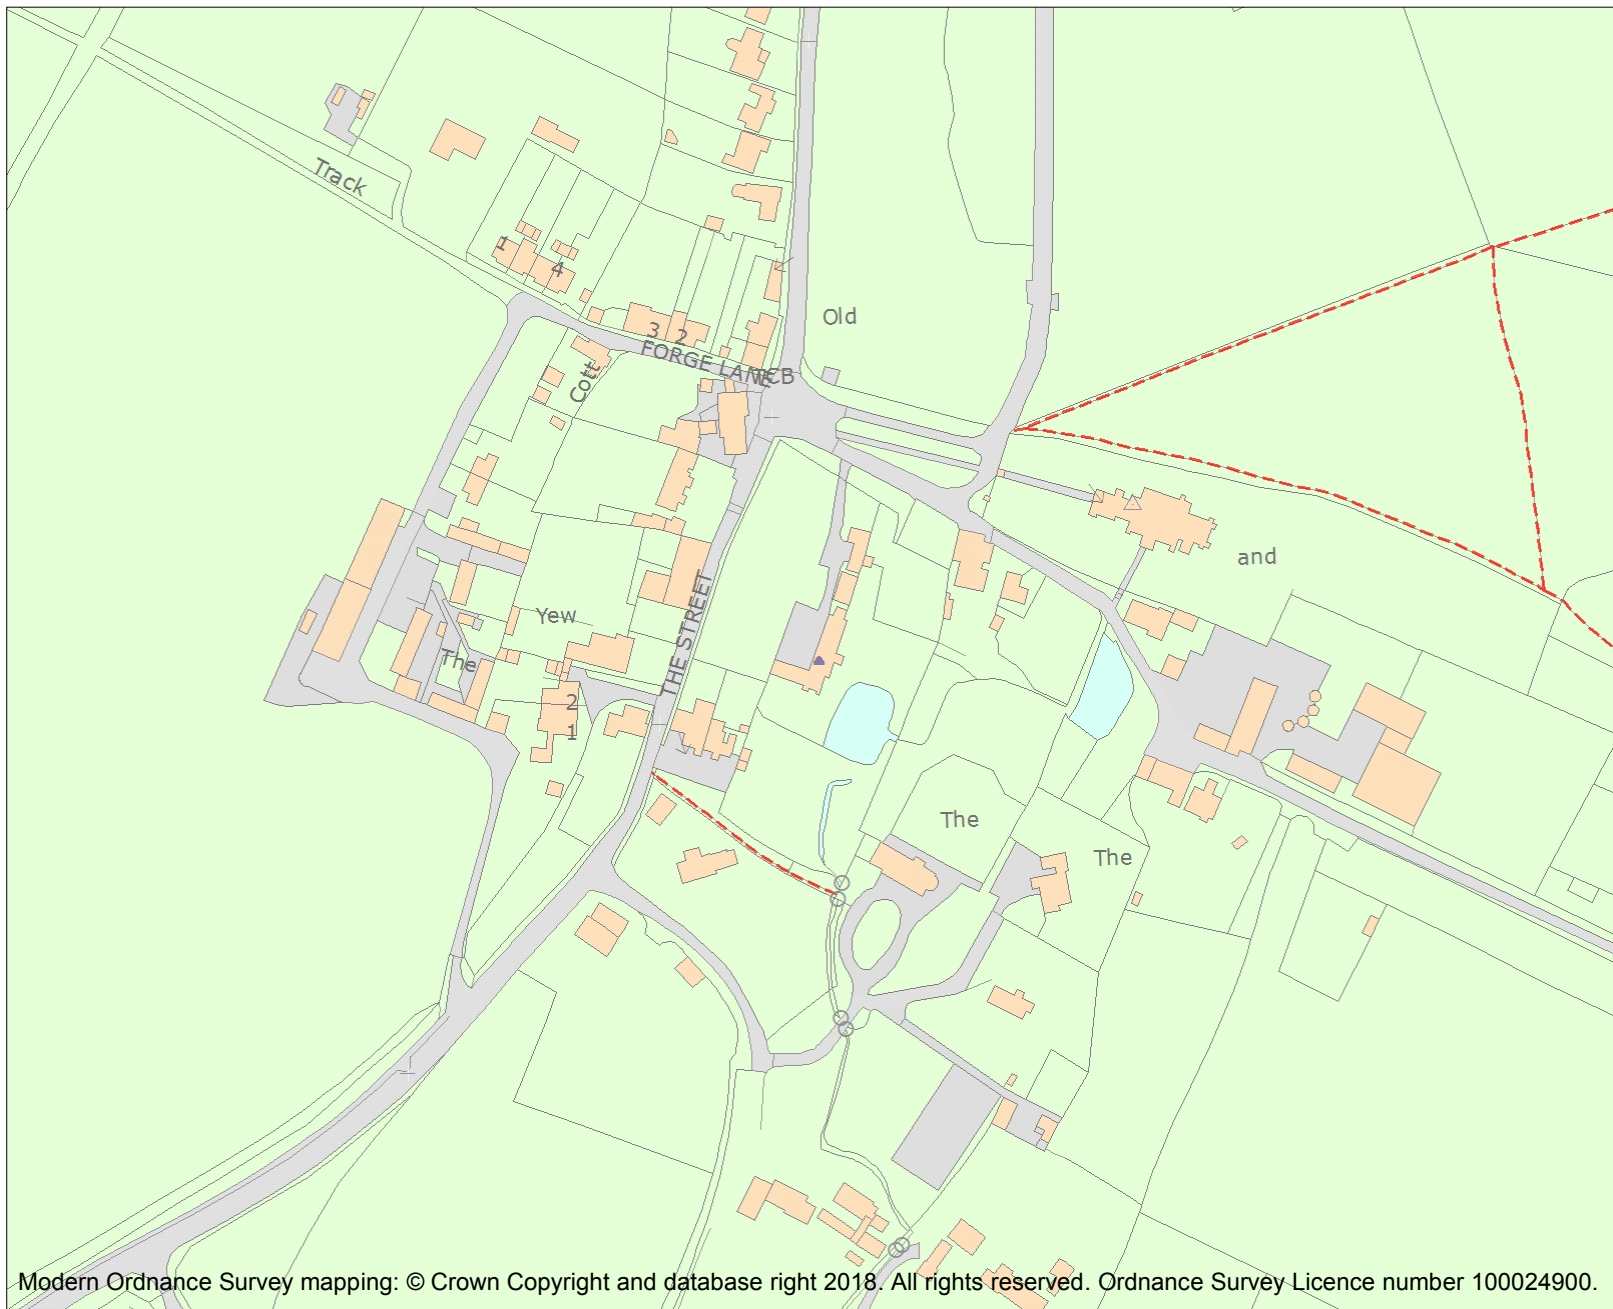 Track
1
4
Old
3 2
FORGE LANE
TCB
Cott
and
Yew
THE STREET
The
2
1
The
The
Modern Ordnance Survey mapping: © Crown Copyright and database right 2018. All rights reserved. Ordnance Survey Licence number 100024900.